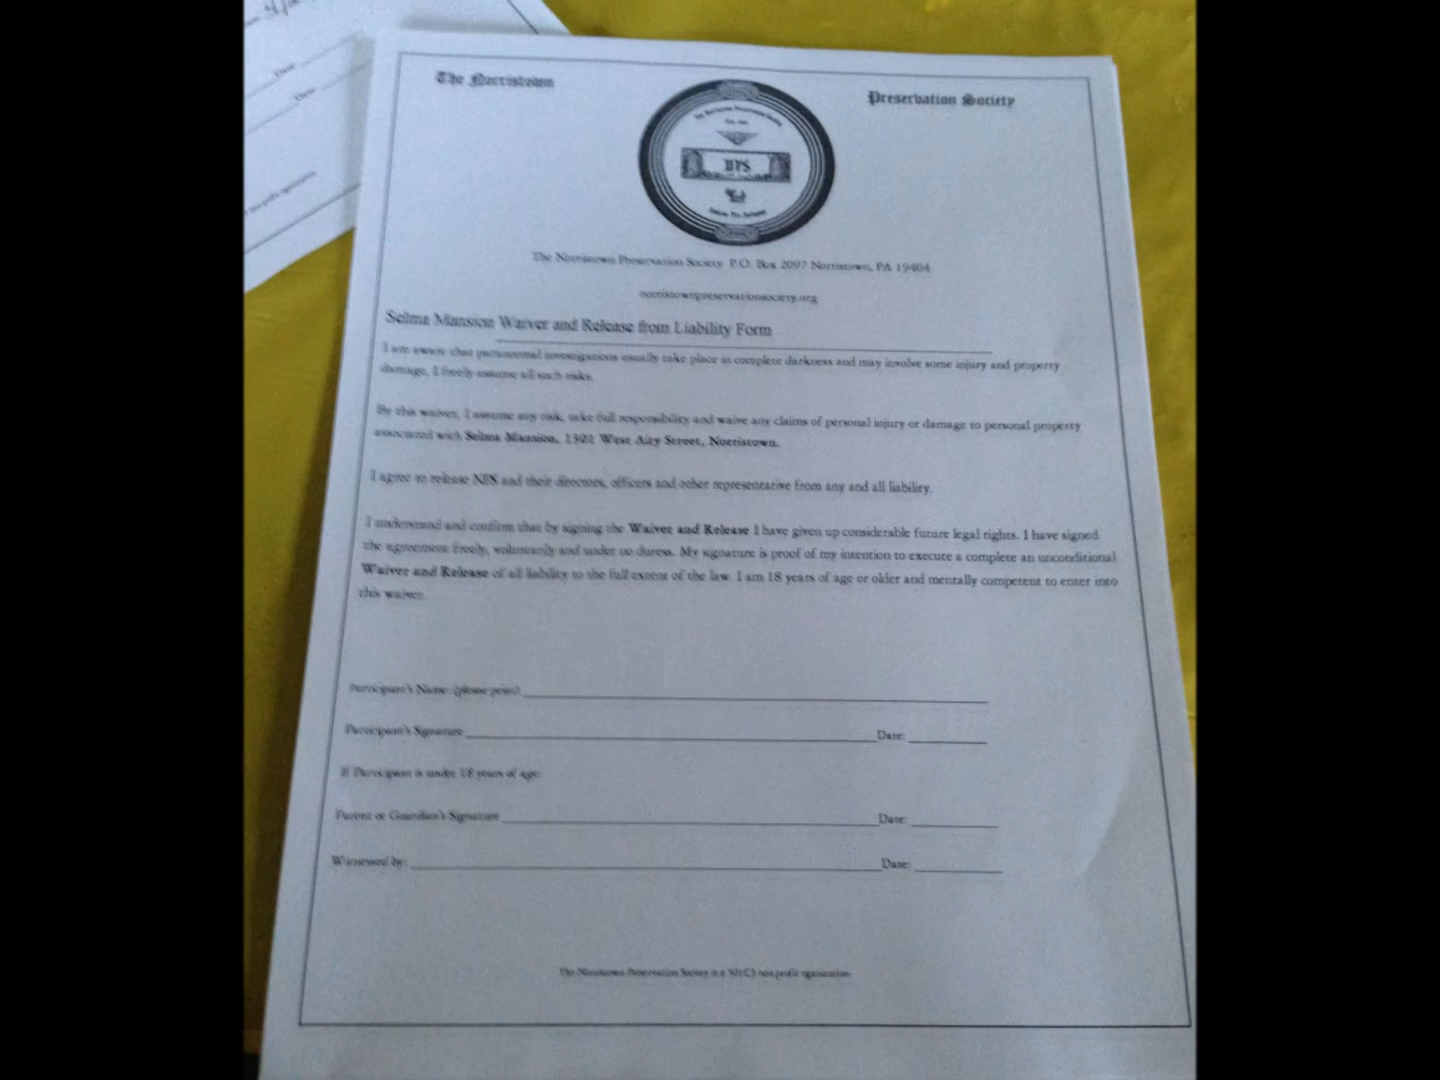 The Norristown
Preservation Society
NPS
The Norristown Preservation Society P.O. Box 2097 Norristown, PA 19404
norristownpreservationsociety.org
Selma Mansion Waiver and Release from Liability Form
I am aware that paranormal investigations usually take place in complete darkness and may involve some injury and property
damage, I freely assume all such risks.
By this waiver, I assume any risk, take full responsibility and waive any claims of personal injury or damage to personal property
associated with Selma Mansion, 1301 West Airy Street, Norristown.
I agree to release NPS and their directors, officers and other representative from any and all liability.
I understand and confirm that by signing the Waiver and Release I have given up considerable future legal rights. I have signed
the agreement freely, voluntarily and under no duress. My signature is proof of my intention to execute a complete an unconditional
Waiver and Release of all liability to the full extent of the law. I am 18 years of age or older and mentally competent to enter into
this waiver.
Participant's Name: (please print)
Participant's Signature Date:
If Participant is under 18 years of age:
Parent or Guardian's Signature Date:
Witnessed by: Date:
The Norristown Preservation Society is a 501C3 non profit organization
Date
Date